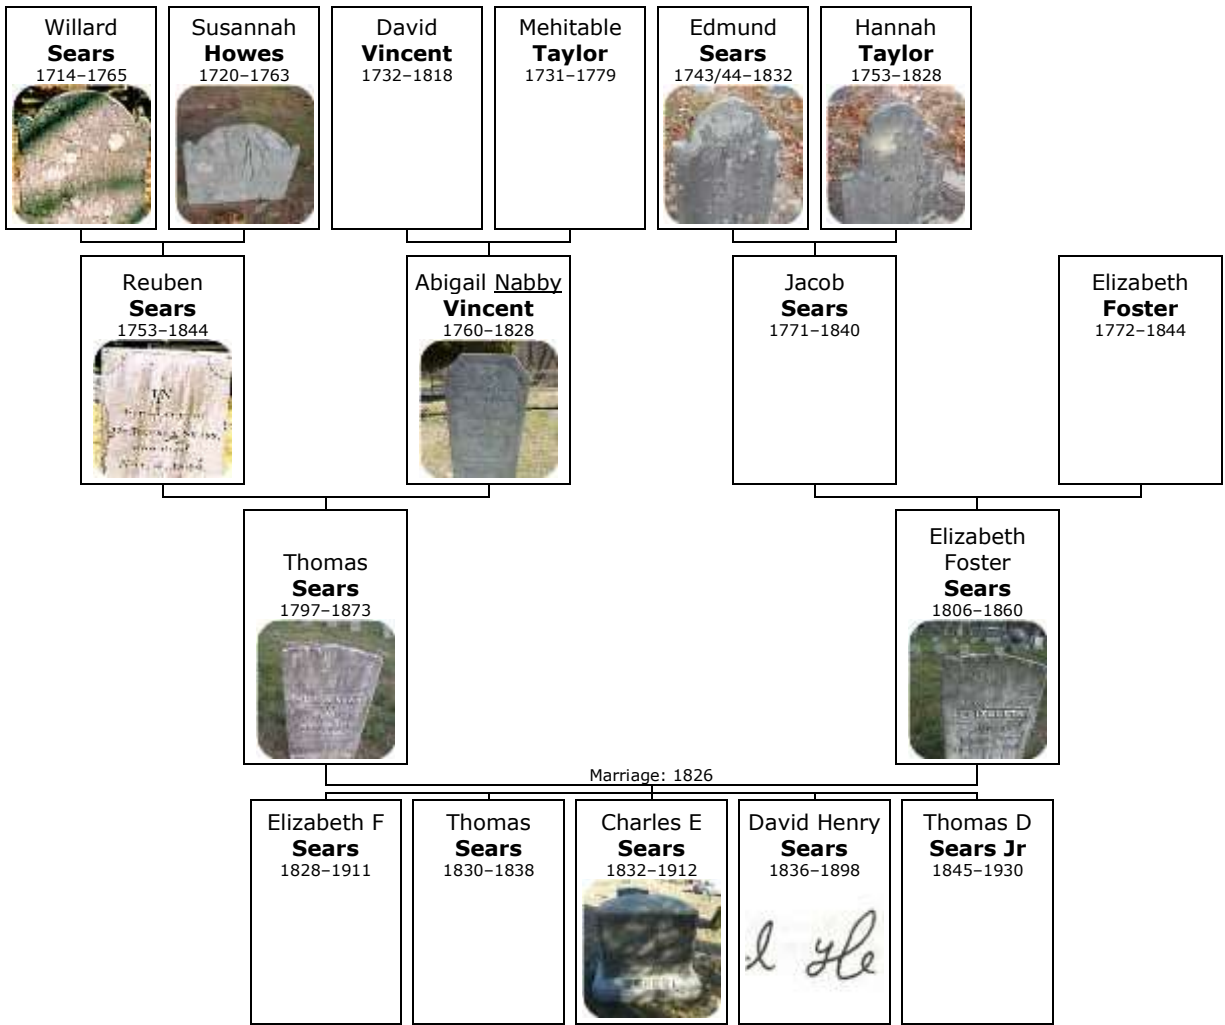 Willard
Sears
1714–1765
Susannah
Howes
1720–1763
David
Vincent
1732–1818
Mehitable
Taylor
1731–1779
Edmund
Sears
1743/44–1832
Hannah
Taylor
1753–1828
Reuben
Sears
1753–1844
IN
Abigail Nabby
Vincent
1760–1828
Jacob
Sears
1771–1840
Elizabeth
Foster
1772–1844
Thomas
Sears
1797–1873
Elizabeth
Foster
Sears
1806–1860
ELIZABETH
Marriage: 1826
Elizabeth F
Sears
1828–1911
Thomas
Sears
1830–1838
Charles E
Sears
1832–1912
David Henry
Sears
1836–1898
d He
Thomas D
Sears Jr
1845–1930